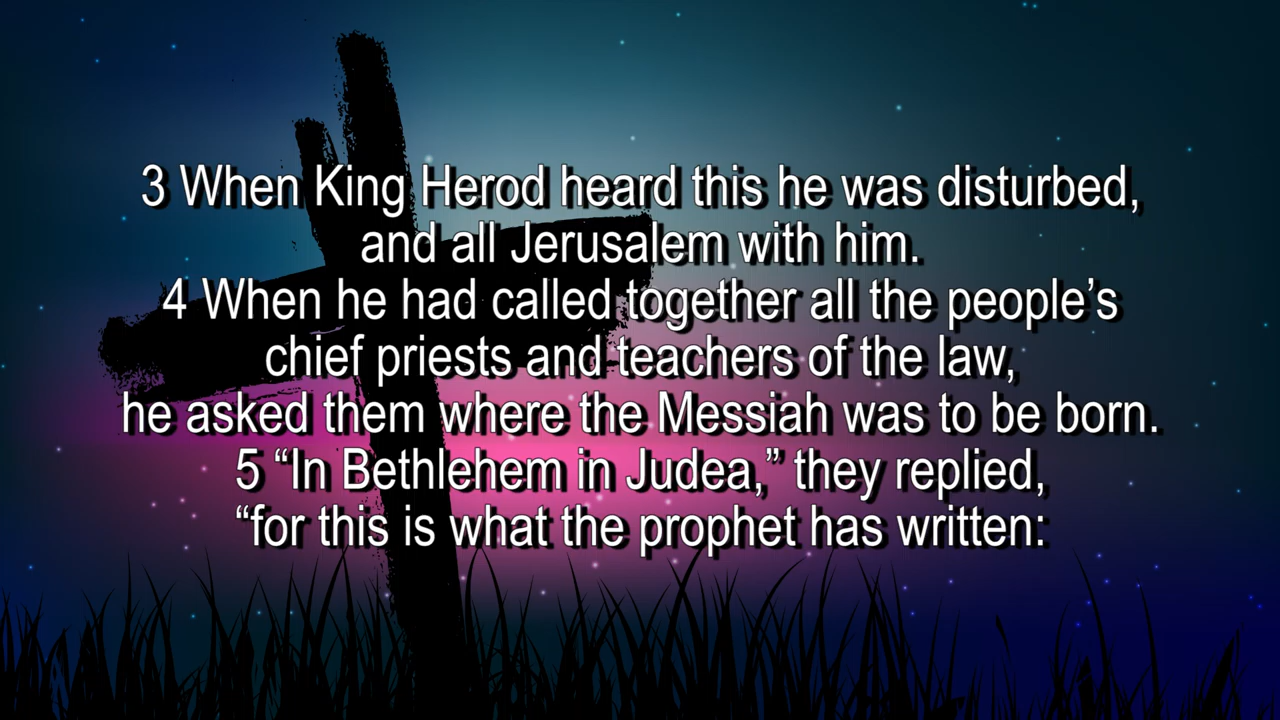 3 When King Herod heard this he was disturbed,
and all Jerusalem with him.
4 When he had called together all the people’s
chief priests and teachers of the law,
he asked them where the Messiah was to be born.
5 “In Bethlehem in Judea,” they replied,
“for this is what the prophet has written: